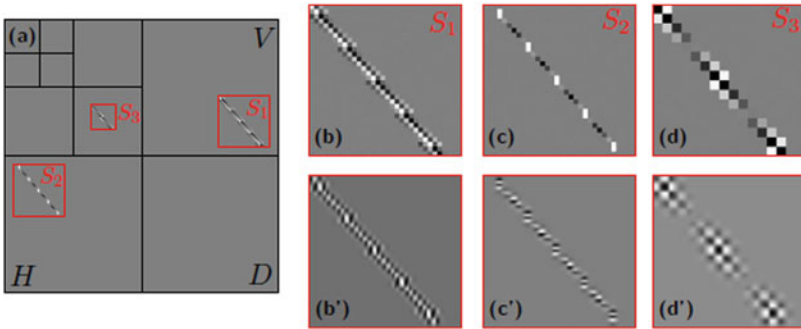 (a)
V
S₃
S₁
S₂
H
D
S₁
(b)
S₂
(c)
S₃
(d)
(b')
(c')
(d')